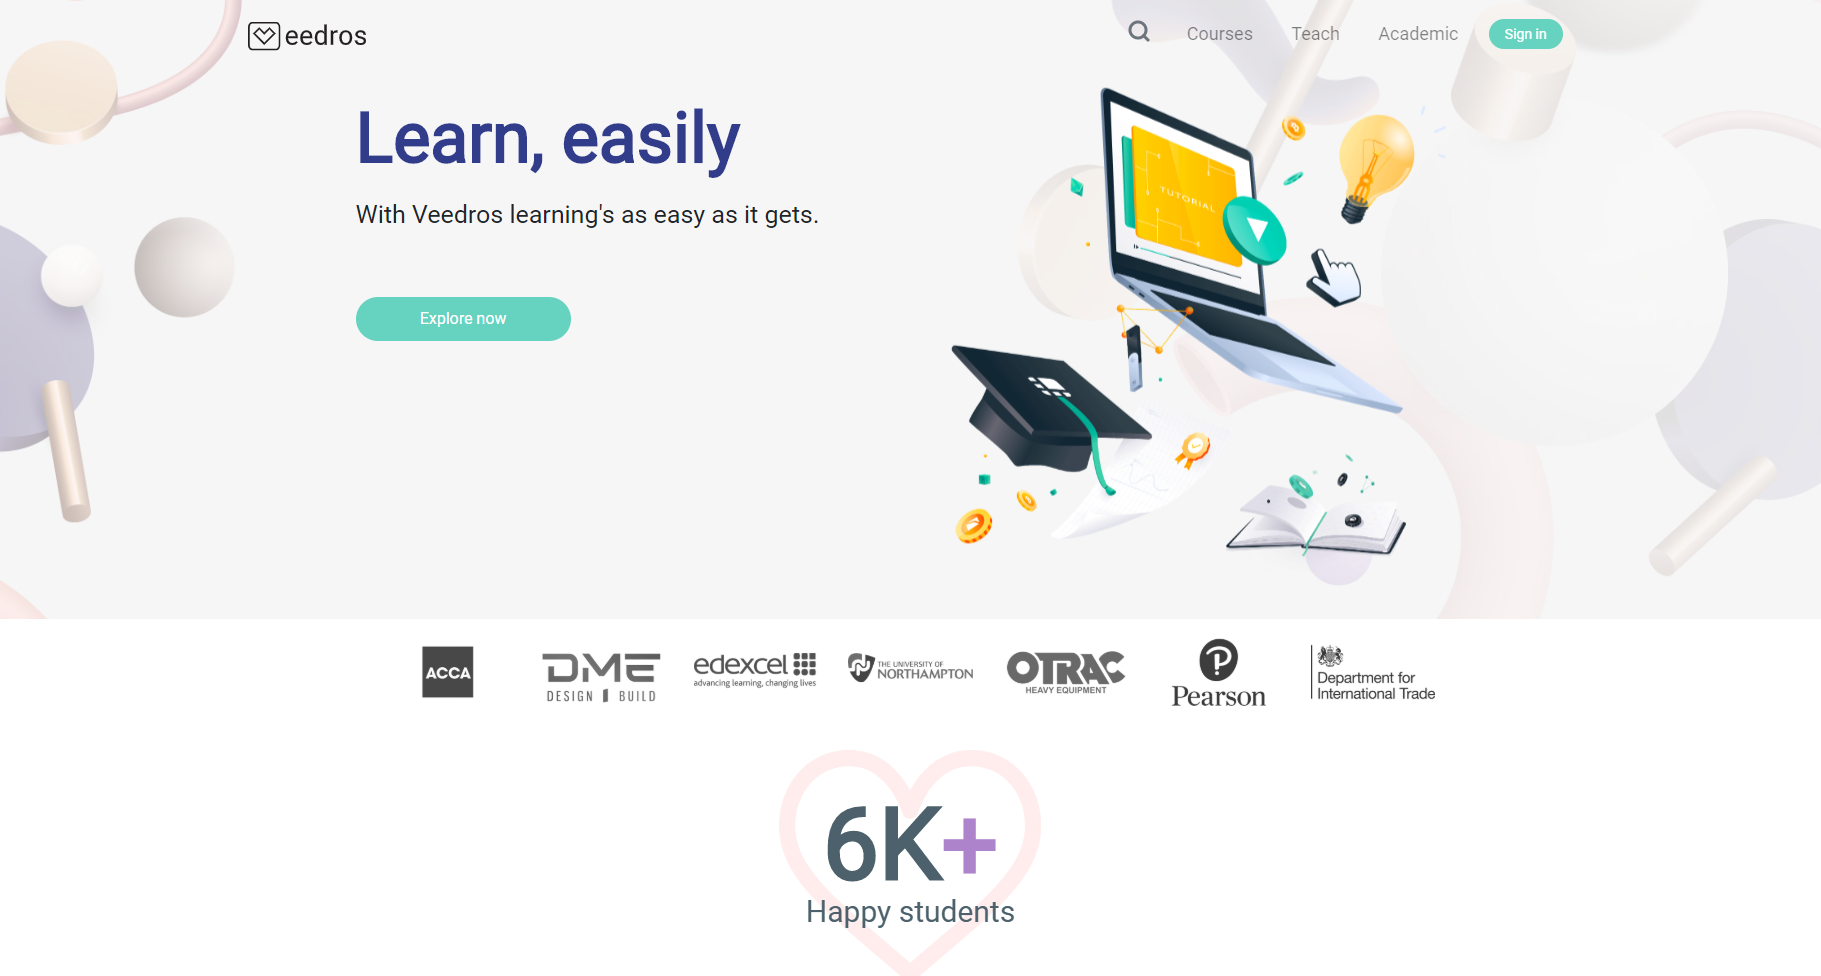 eedros
Courses
Teach
Academic
Sign in
Learn, easily
With Veedros learning's as easy as it gets.
Explore now
TUTORIAL
ACCA
DME
DESIGN BUILD
edexcel
advancing learning, changing lives
THE UNIVERSITY OF
NORTHAMPTON
OTRAC
HEAVY EQUIPMENT
Pearson
Department for
International Trade
6K+
Happy students